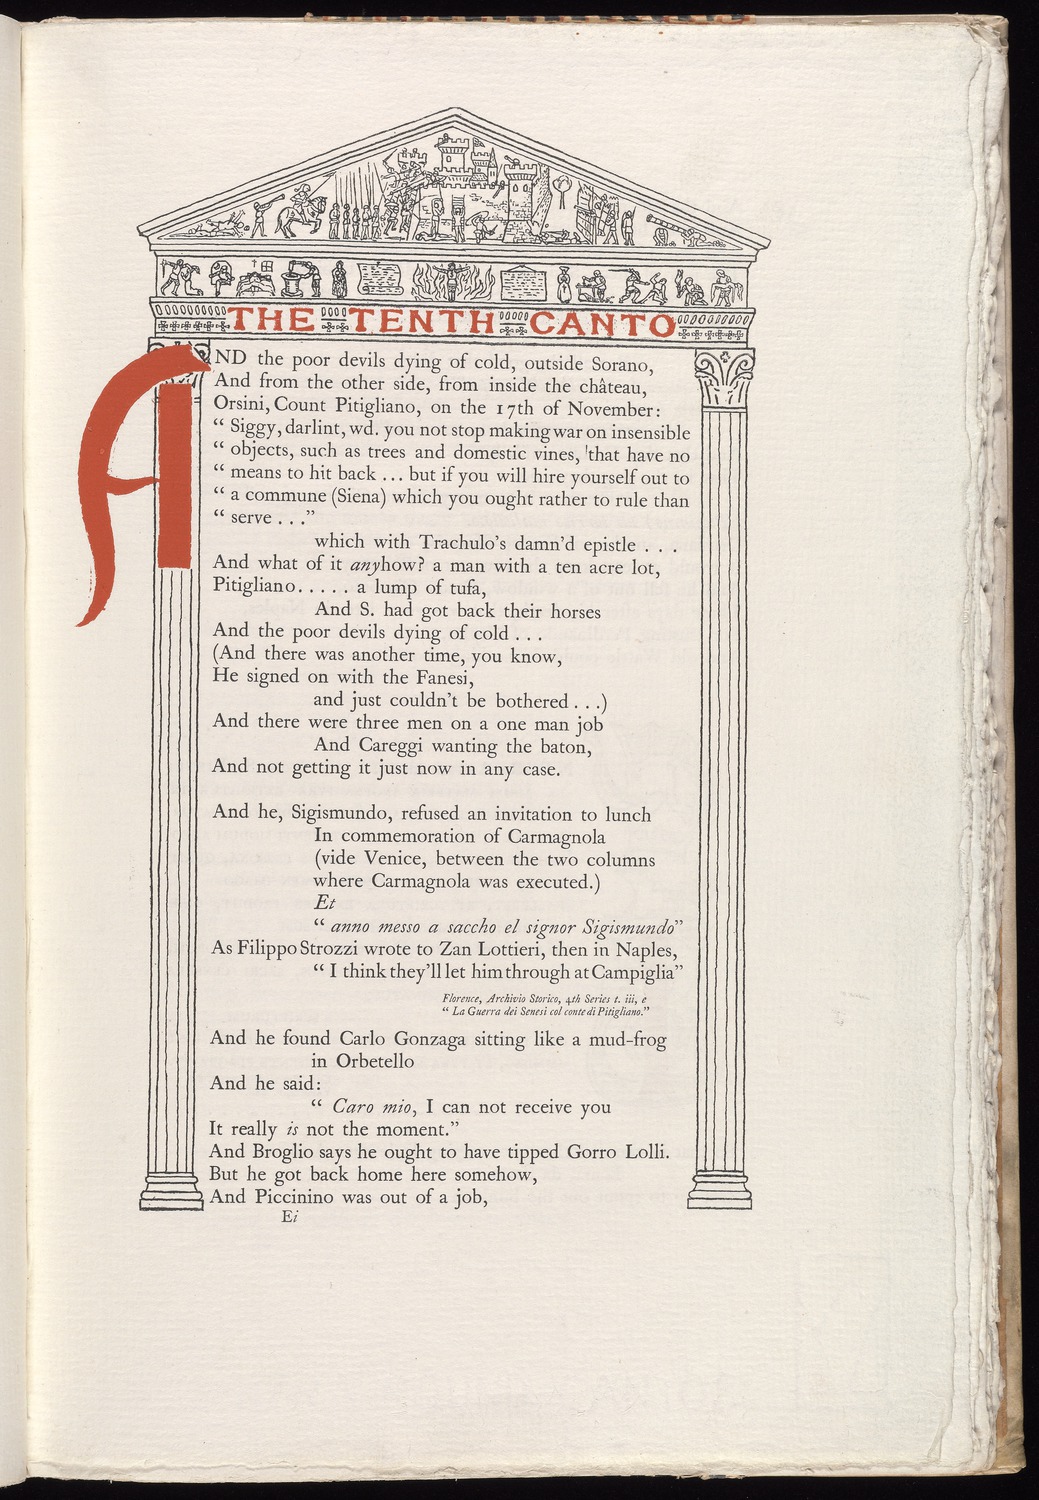 THE TENTH CANTO
AND the poor devils dying of cold, outside Sorano,
And from the other side, from inside the château,
Orsini, Count Pitigliano, on the 17th of November:
“ Siggy, darlint, wd. you not stop making war on insensible
“ objects, such as trees and domestic vines, 'that have no
“ means to hit back ... but if you will hire yourself out to
“ a commune (Siena) which you ought rather to rule than
“ serve . . .”
which with Trachulo’s damn’d epistle . . .
And what of it anyhow? a man with a ten acre lot,
Pitigliano. . . . . a lump of tufa,
And S. had got back their horses
And the poor devils dying of cold . . .
(And there was another time, you know,
He signed on with the Fanesi,
and just couldn’t be bothered . . .)
And there were three men on a one man job
And Careggi wanting the baton,
And not getting it just now in any case.
And he, Sigismundo, refused an invitation to lunch
In commemoration of Carmagnola
(vide Venice, between the two columns
where Carmagnola was executed.)
Et
“ anno messo a saccho el signor Sigismundo”
As Filippo Strozzi wrote to Zan Lottieri, then in Naples,
“ I think they’ll let him through at Campiglia”
Florence, Archivio Storico, 4th Series t. iii, e
“ La Guerra dei Senesi col conte di Pitigliano.”
And he found Carlo Gonzaga sitting like a mud-frog
in Orbetello
And he said:
“ Caro mio, I can not receive you
It really is not the moment.”
And Broglio says he ought to have tipped Gorro Lolli.
But he got back home here somehow,
And Piccinino was out of a job,
Ei